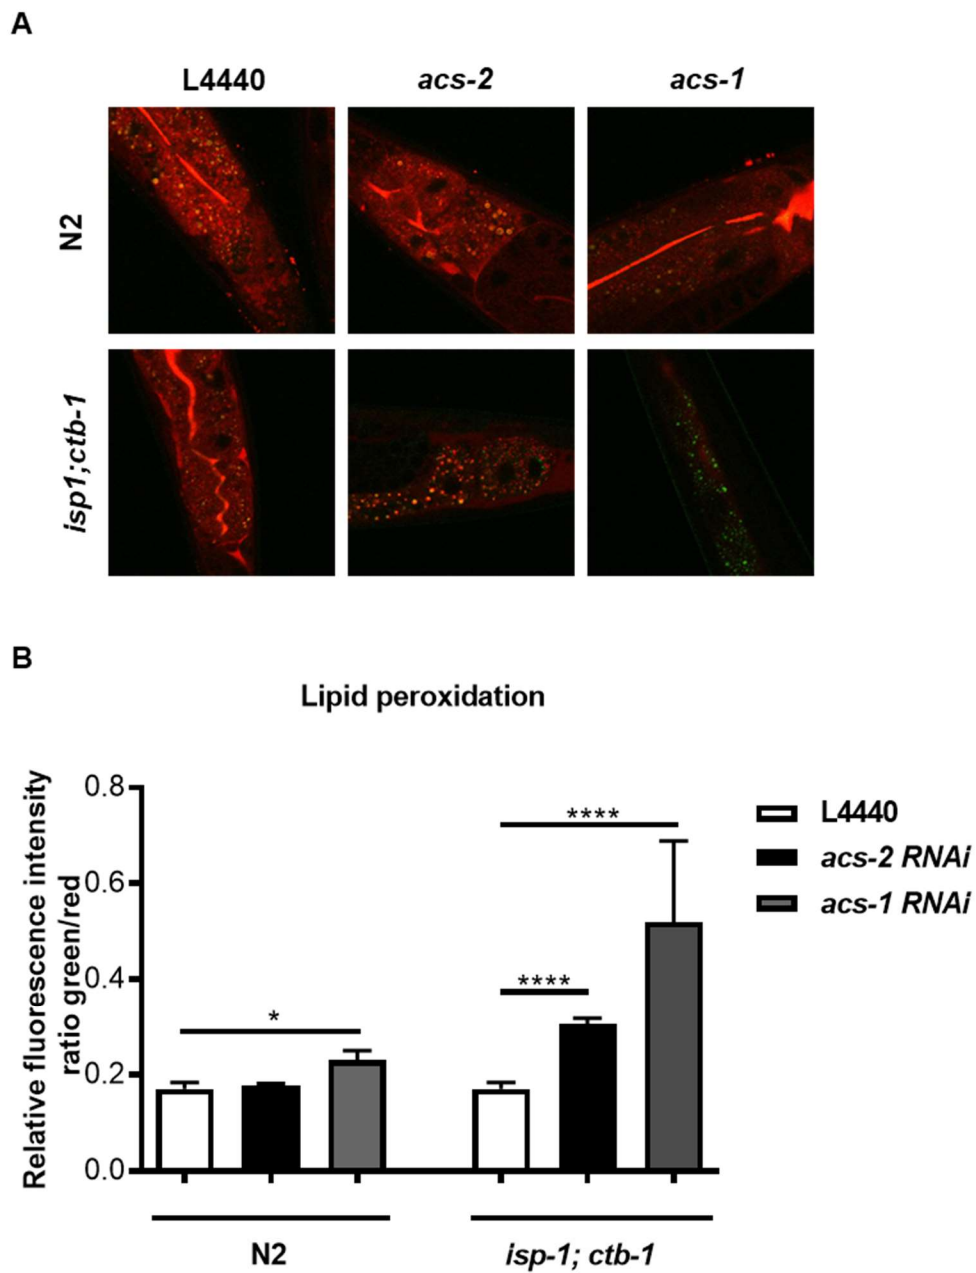 A
L4440 acs-2 acs-1
N2
isp1;ctb-1
B
Lipid peroxidation
Relative fluorescence intensity
ratio green/red
0.8
0.6
0.4
0.2
0.0
*
****
****
L4440
acs-2 RNAi
acs-1 RNAi
N2 isp-1; ctb-1